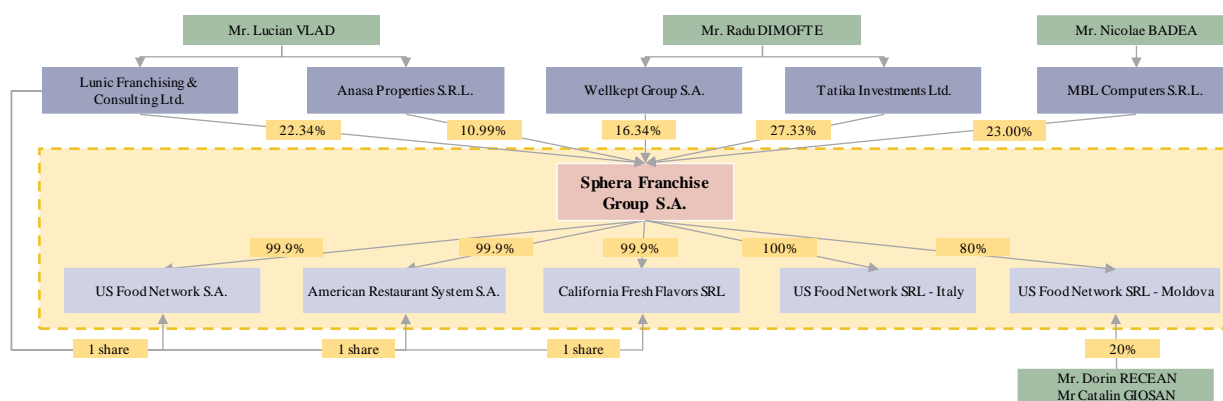 Mr. Lucian VLAD
Mr. Radu DIMOFTE
Mr. Nicolae BADEA
Lunic Franchising &
Consulting Ltd.
Anasa Properties S.R.L.
Wellkept Group S.A.
Tatika Investments Ltd.
MBL Computers S.R.L.
22.34%
10.99%
16.34%
27.33%
23.00%
Sphera Franchise
Group S.A.
99.9%
99.9%
99.9%
100%
80%
US Food Network S.A.
American Restaurant System S.A.
California Fresh Flavors SRL
US Food Network SRL - Italy
US Food Network SRL - Moldova
1 share
1 share
1 share
20%
Mr. Dorin RECEAN
Mr Catalin GIOSAN